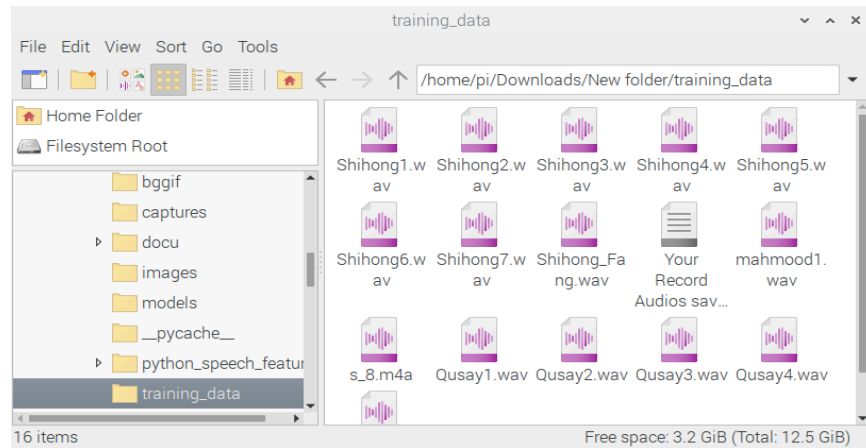 training_data
File Edit View Sort Go Tools
/home/pi/Downloads/New folder/training_data
Home Folder
Filesystem Root
bggif
captures
docu
images
models
__pycache__
python_speech_featur
training_data
Shihong1.w Shihong2.w Shihong3.w Shihong4.w Shihong5.w
av av av av av
Shihong6.w Shihong7.w Shihong_Fa Your mahmood1.
av av ng.wav Record wav
Audios sav...
s_8.m4a Qusay1.wav Qusay2.wav Qusay3.wav Qusay4.wav
16 items Free space: 3.2 GiB (Total: 12.5 GiB)